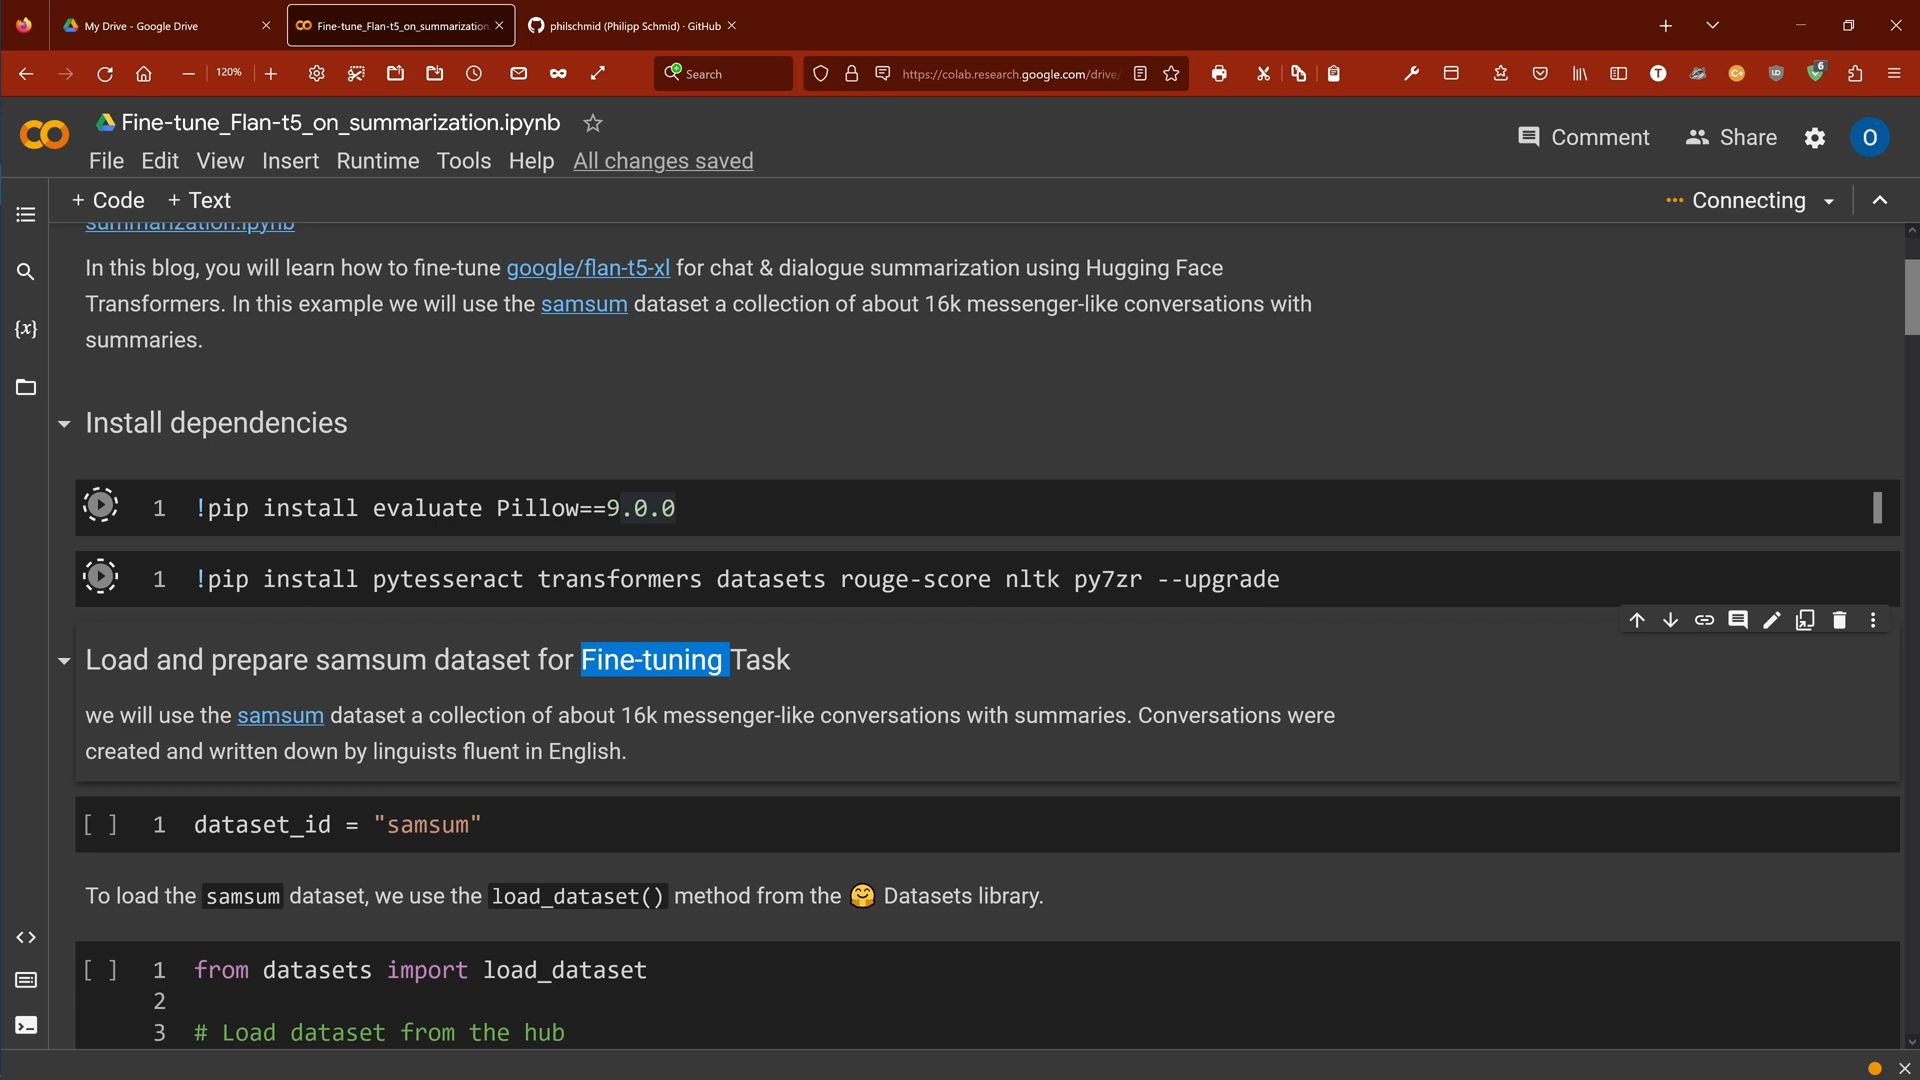 My Drive - Google Drive
Fine-tune_Flan-t5_on_summarization.
philschmid (Philipp Schmid) · GitHub
120%
Search
https://colab.research.google.com/drive/
6
Fine-tune_Flan-t5_on_summarization.ipynb
Comment
Share
O
File Edit View Insert Runtime Tools Help All changes saved
+ Code + Text
Connecting
summarization.ipynb
In this blog, you will learn how to fine-tune google/flan-t5-xl for chat & dialogue summarization using Hugging Face
Transformers. In this example we will use the samsum dataset a collection of about 16k messenger-like conversations with
summaries.
{x}
Install dependencies
1 !pip install evaluate Pillow==9.0.0
1 !pip install pytesseract transformers datasets rouge-score nltk py7zr --upgrade
Load and prepare samsum dataset for Fine-tuning Task
we will use the samsum dataset a collection of about 16k messenger-like conversations with summaries. Conversations were
created and written down by linguists fluent in English.
[ ] 1 dataset_id = "samsum"
To load the samsum dataset, we use the load_dataset() method from the 🤗 Datasets library.
[ ] 1 from datasets import load_dataset
2
3 # Load dataset from the hub